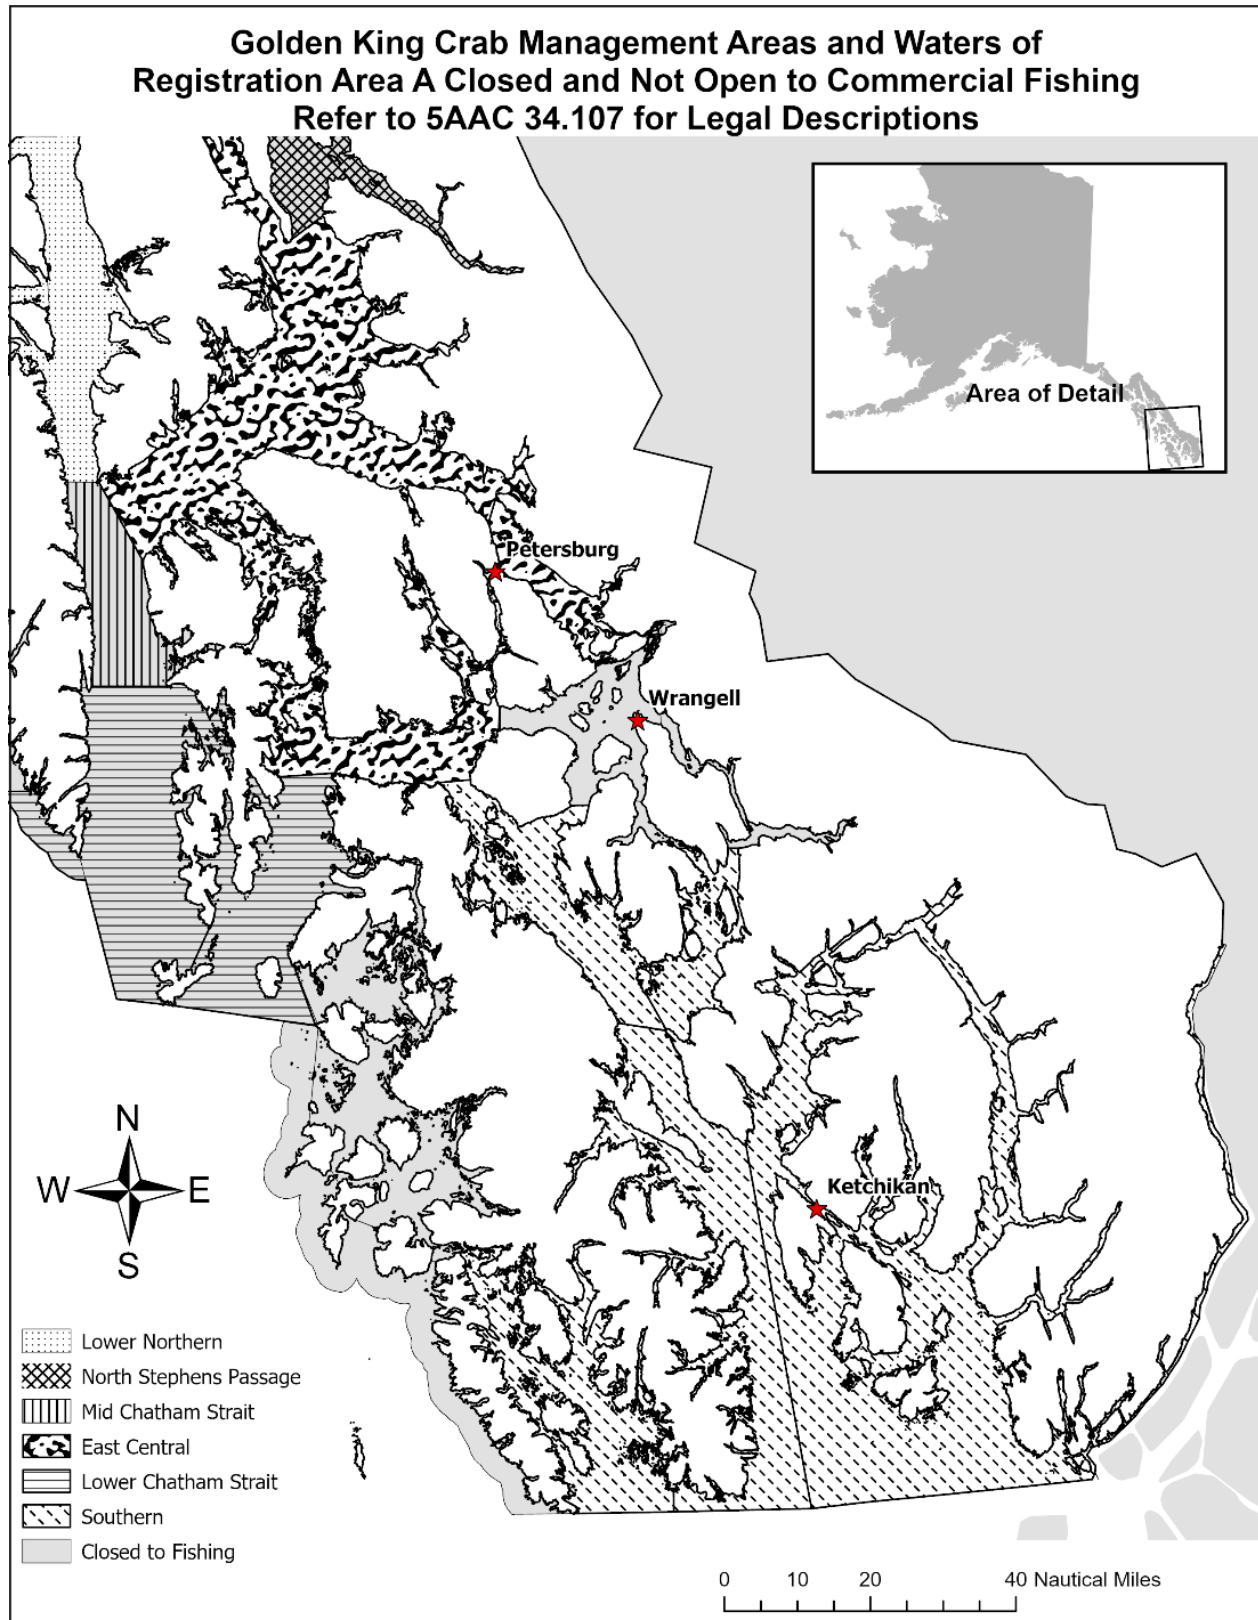 Golden King Crab Management Areas and Waters of
Registration Area A Closed and Not Open to Commercial Fishing
Refer to 5AAC 34.107 for Legal Descriptions
Area of Detail
Petersburg
Wrangell
Ketchikan
N
W E
S
Lower Northern
North Stephens Passage
Mid Chatham Strait
East Central
Lower Chatham Strait
Southern
Closed to Fishing
0 10 20 40 Nautical Miles